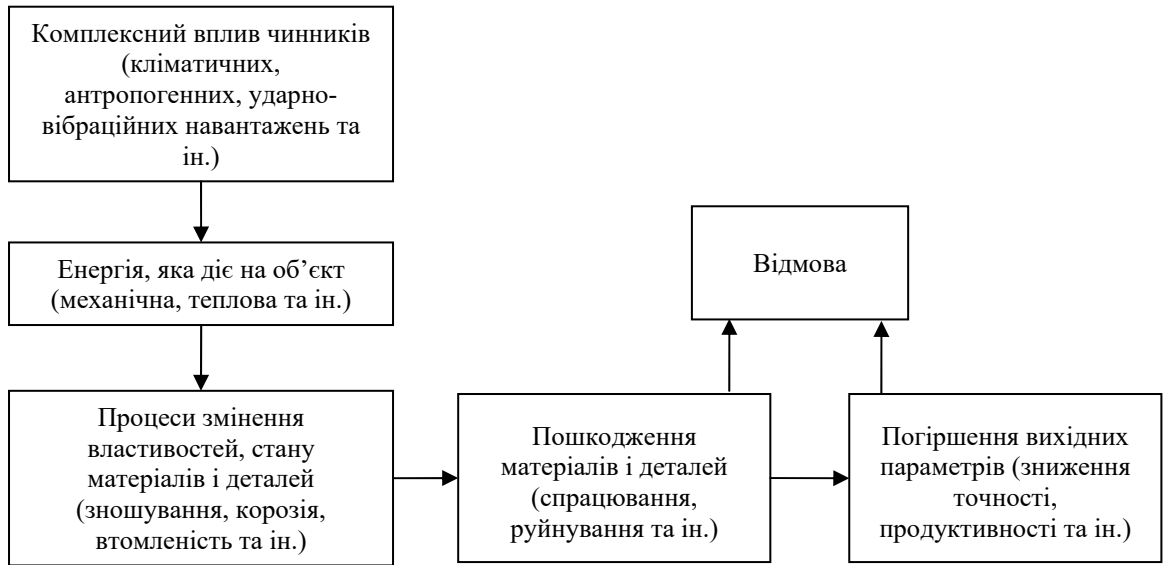 Комплексний вплив чинників
(кліматичних,
антропогенних, ударно-
вібраційних навантажень та
ін.)
Енергія, яка діє на об’єкт
(механічна, теплова та ін.)
Відмова
Процеси змінення
властивостей, стану
матеріалів і деталей
(зношування, корозія,
втомленість та ін.)
Пошкодження
матеріалів і деталей
(спрацювання,
руйнування та ін.)
Погіршення вихідних
параметрів (зниження
точності,
продуктивності та ін.)